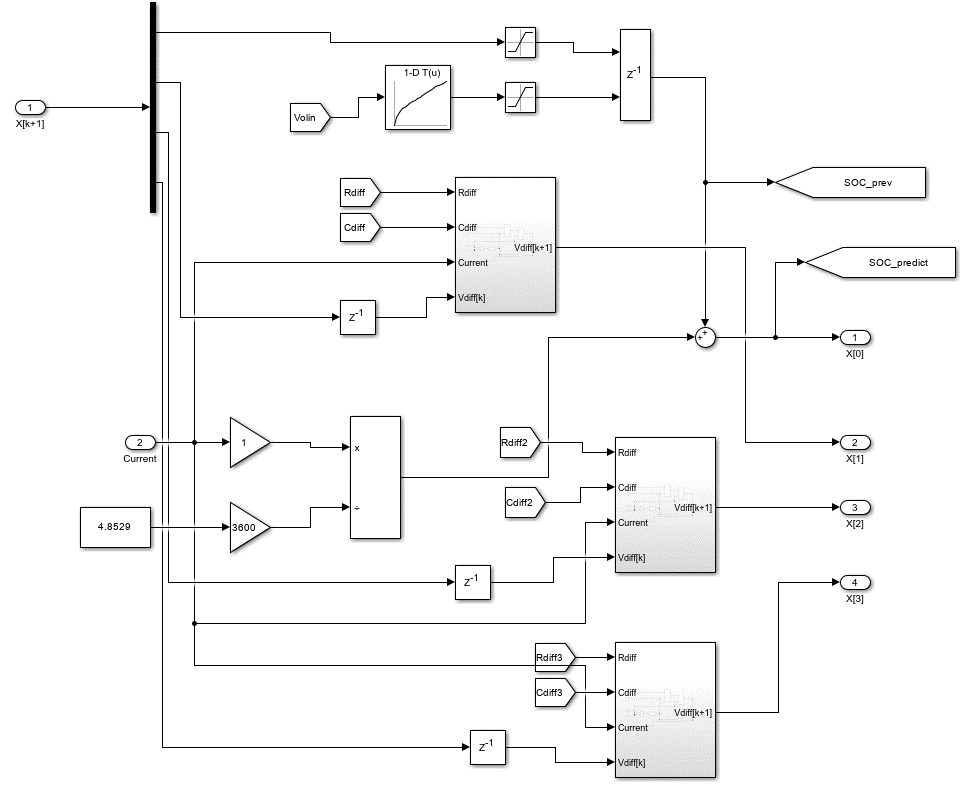 1
X[k+1]
1-D T(u)
Volin
Z-1
SOC_prev
Rdiff
Cdiff
Rdiff
Cdiff
Current
Vdiff[k]
Vdiff[k+1]
SOC_predict
Z-1
+
+
1
X[0]
2
Current
1
x
÷
4.8529
3600
Rdiff2
Cdiff2
Rdiff
Cdiff
Current
Vdiff[k]
Vdiff[k+1]
2
X[1]
3
X[2]
Z-1
4
X[3]
Rdiff3
Cdiff3
Rdiff
Cdiff
Current
Vdiff[k]
Vdiff[k+1]
Z-1